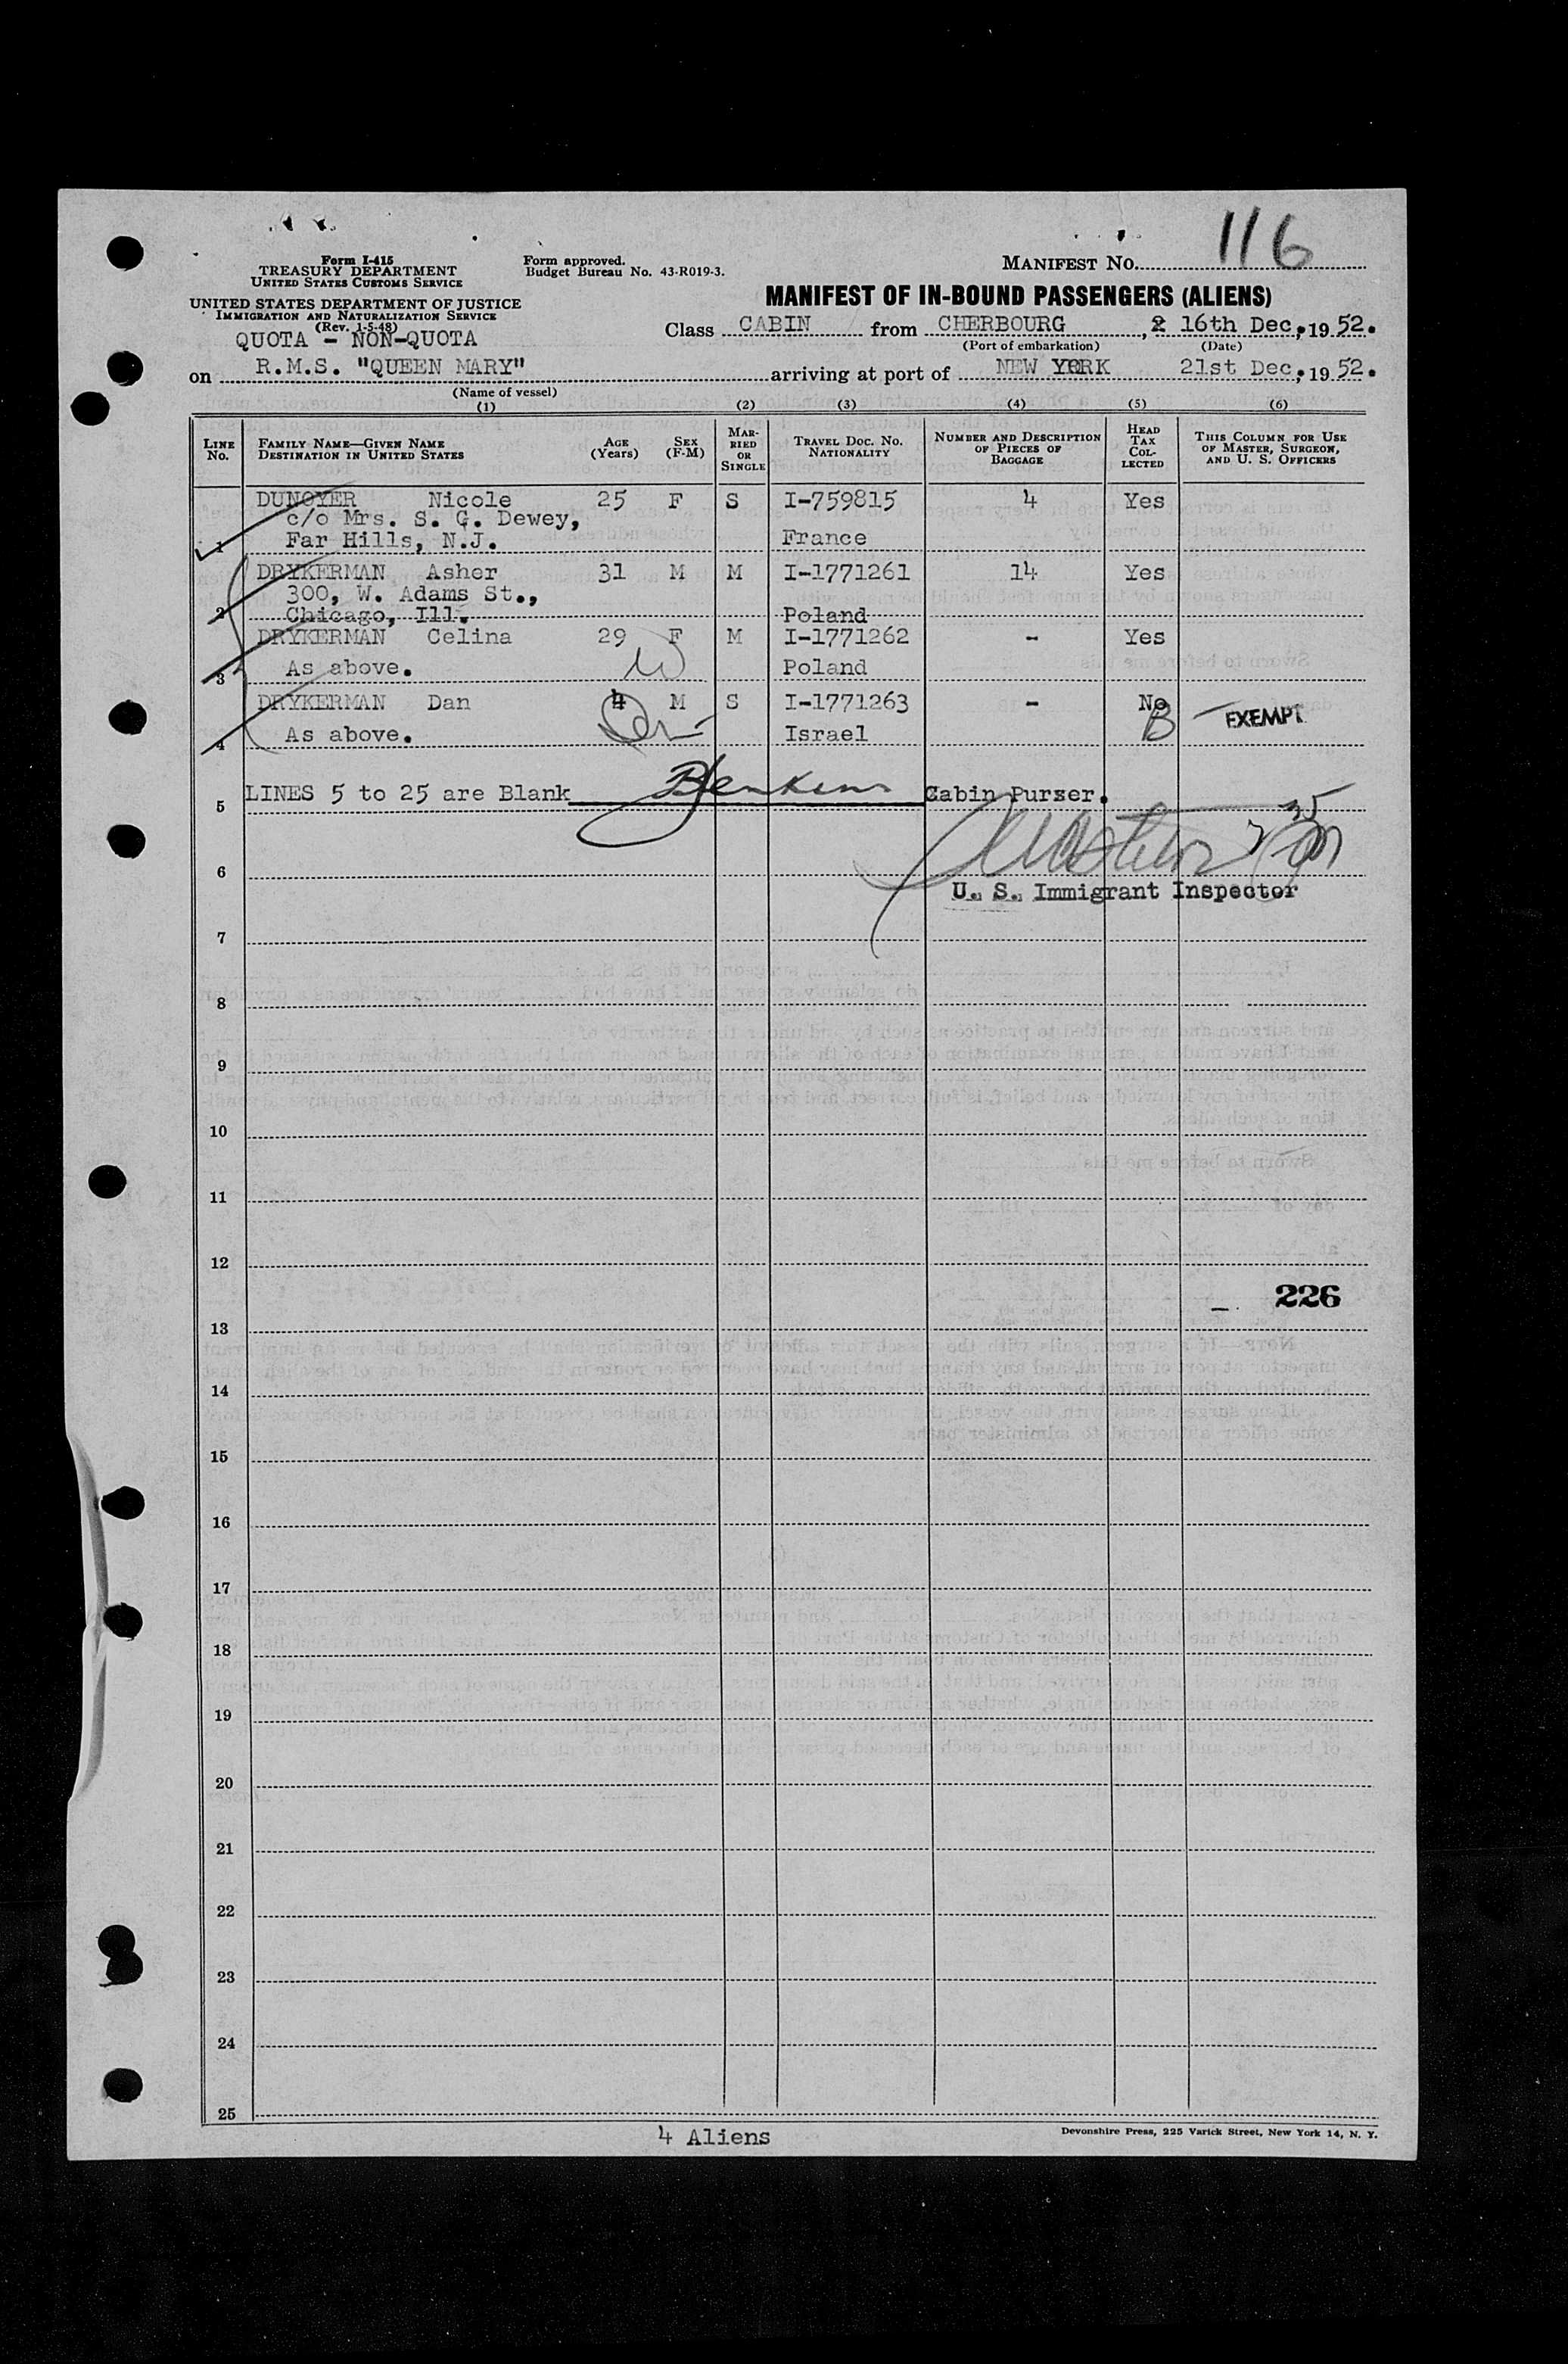 116
Form I-415
TREASURY DEPARTMENT
UNITED STATES CUSTOMS SERVICE
Form approved.
Budget Bureau No. 43-R019-3.
MANIFEST No.
UNITED STATES DEPARTMENT OF JUSTICE
IMMIGRATION AND NATURALIZATION SERVICE
(Rev. 1-5-48)
MANIFEST OF IN-BOUND PASSENGERS (ALIENS)
QUOTA - NON-QUOTA
Class CABIN from CHERBOURG, 16th Dec, 1952.
(Port of embarkation) (Date)
on R.M.S. "QUEEN MARY" arriving at port of NEW YORK 21st Dec, 1952.
(Name of vessel)
(1) (2) (3) (4) (5) (6)
LINE No. FAMILY NAME—GIVEN NAME DESTINATION IN UNITED STATES AGE (Years) SEX (F-M) MARRIED OR SINGLE TRAVEL DOC. NO. NATIONALITY NUMBER AND DESCRIPTION OF PIECES OF BAGGAGE HEAD TAX COLLECTED THIS COLUMN FOR USE OF MASTER, SURGEON, AND U. S. OFFICERS
DUNOYER Nicole 25 F S I-759815 4 Yes
c/o Mrs. S. G. Dewey,
1 Far Hills, N.J. France
DRYKERMAN Asher 31 M M I-1771261 14 Yes
300, W. Adams St.,
2 Chicago, Ill. Poland
DRYKERMAN Celina 29 F M I-1771262 - Yes
3 As above. Poland
DRYKERMAN Dan 4 M S I-1771263 - No
EXEMPT
4 As above. Israel B
5 LINES 5 to 25 are Blank BJenkins Cabin Purser.
6
U. S. Immigrant Inspector
7
8
9
10
11
12
226
13
14
15
16
17
18
19
20
21
22
23
24
25
4 Aliens
Devonshire Press, 225 Varick Street, New York 14, N. Y.